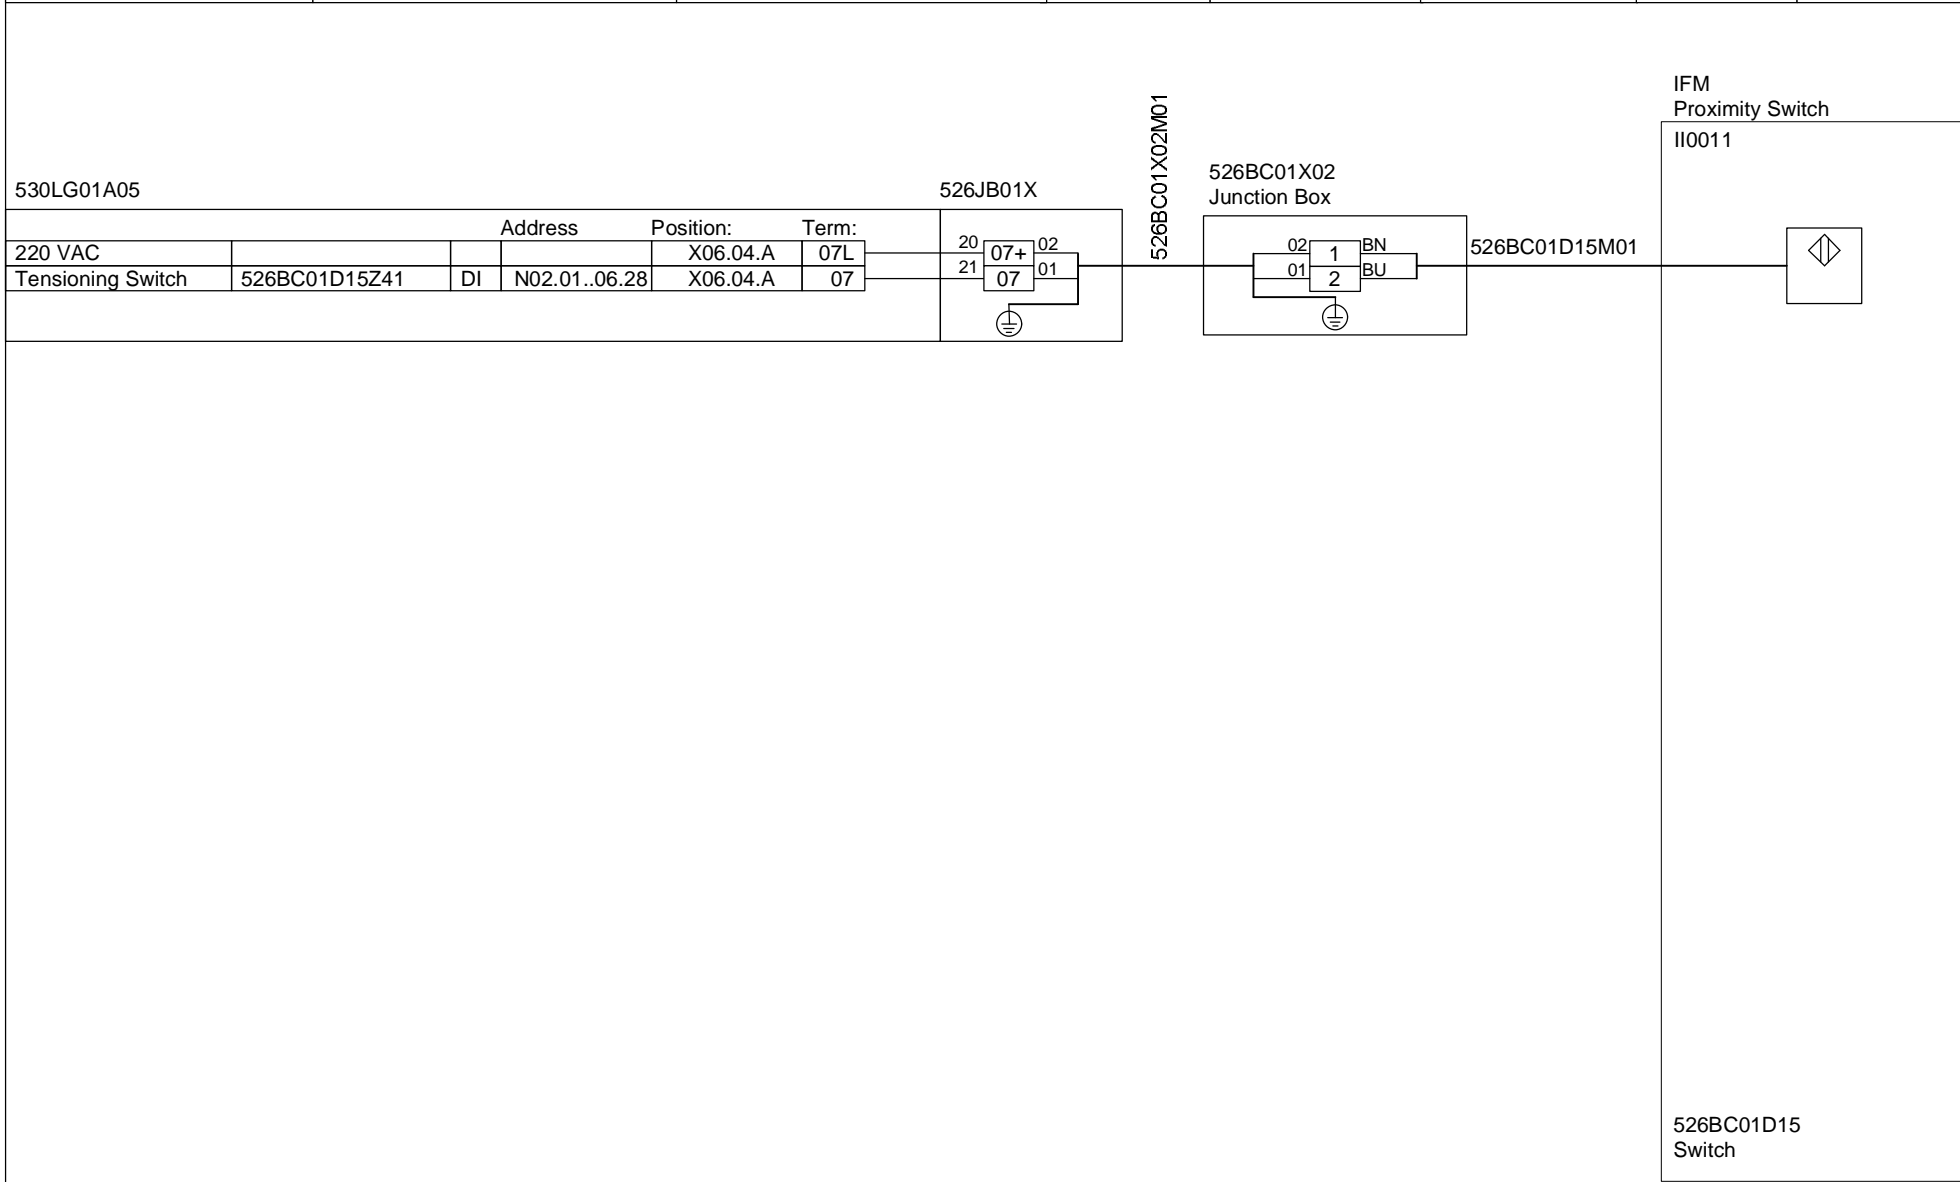 IFM
Proximity Switch
II0011
526BC01X02M01
526BC01X02
Junction Box
530LG01A05
526JB01X
Address Position: Term:
220 VAC X06.04.A 07L
20 07+ 02
02 1 BN
526BC01D15M01
Tensioning Switch 526BC01D15Z41 DI N02.01..06.28 X06.04.A 07
21 07 01
01 2 BU
526BC01D15
Switch